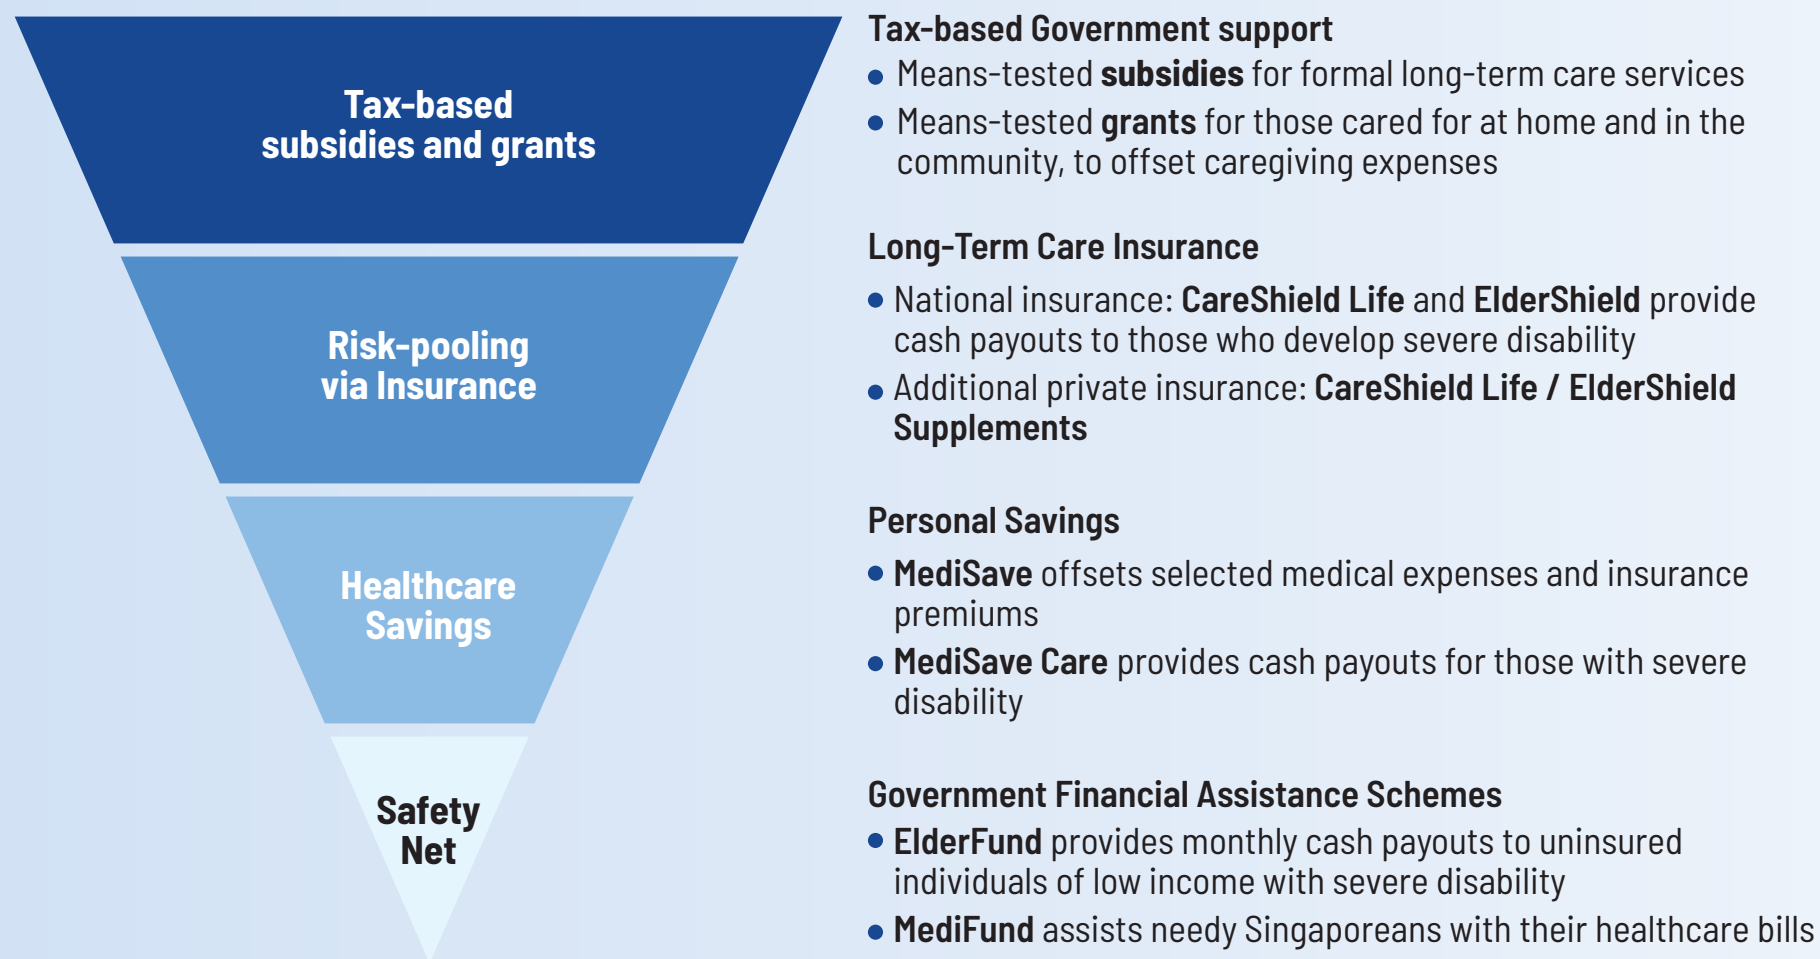 Tax-based
subsidies and grants
Tax-based Government support
Means-tested subsidies for formal long-term care services
Means-tested grants for those cared for at home and in the
community, to offset caregiving expenses
Risk-pooling
via Insurance
Long-Term Care Insurance
National insurance: CareShield Life and ElderShield provide
cash payouts to those who develop severe disability
Additional private insurance: CareShield Life / ElderShield
Supplements
Healthcare
Savings
Personal Savings
MediSave offsets selected medical expenses and insurance
premiums
MediSave Care provides cash payouts for those with severe
disability
Safety
Net
Government Financial Assistance Schemes
ElderFund provides monthly cash payouts to uninsured
individuals of low income with severe disability
MediFund assists needy Singaporeans with their healthcare bills